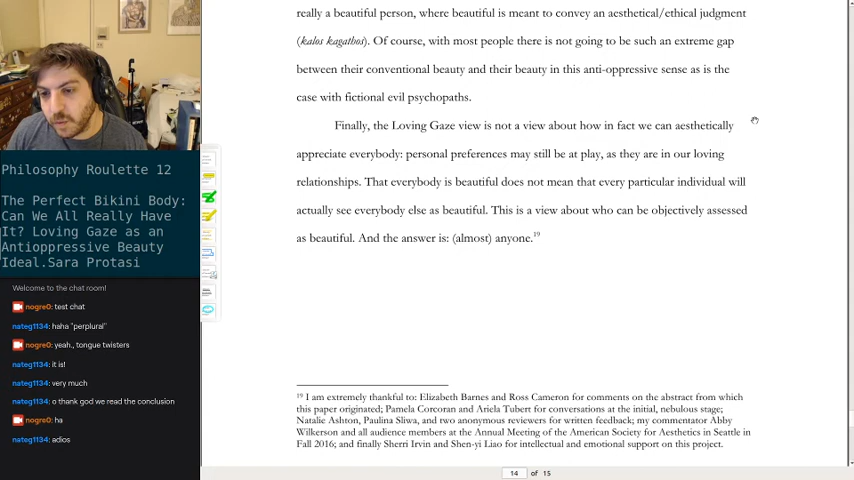 really a beautiful person, where beautiful is meant to convey an aesthetical/ethical judgment
(kalos kagathos). Of course, with most people there is not going to be such an extreme gap
between their conventional beauty and their beauty in this anti-oppressive sense as is the
case with fictional evil psychopaths.
Finally, the Loving Gaze view is not a view about how in fact we can aesthetically
appreciate everybody: personal preferences may still be at play, as they are in our loving
relationships. That everybody is beautiful does not mean that every particular individual will
actually see everybody else as beautiful. This is a view about who can be objectively assessed
as beautiful. And the answer is: (almost) anyone.19
19 I am extremely thankful to: Elizabeth Barnes and Ross Cameron for comments on the abstract from which
this paper originated; Pamela Corcoran and Ariela Tubert for conversations at the initial, nebulous stage;
Natalie Ashton, Paulina Sliwa, and two anonymous reviewers for written feedback; my commentator Abby
Wilkerson and all audience members at the Annual Meeting of the American Society for Aesthetics in Seattle in
Fall 2016; and finally Sherri Irvin and Shen-yi Liao for intellectual and emotional support on this project.
14 of 15
Philosophy Roulette 12
The Perfect Bikini Body:
Can We All Really Have
It? Loving Gaze as an
Antioppressive Beauty
Ideal.Sara Protasi
Welcome to the chat room!
nogre0: test chat
nateg1134: haha "perplural"
nogre0: yeah., tongue twisters
nateg1134: it is!
nateg1134: very much
nateg1134: o thank god we read the conclusion
nogre0: ha
nateg1134: adios